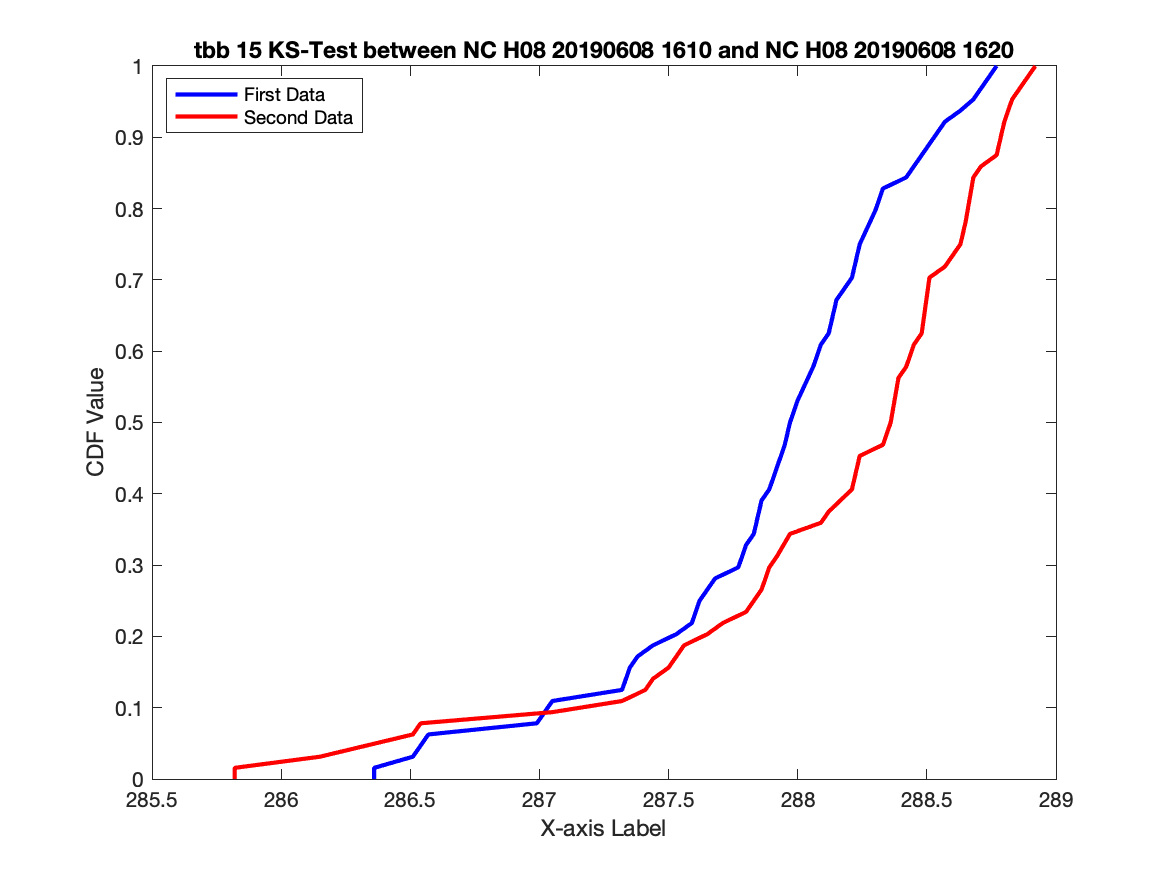 tbb 15 KS-Test between NC H08 20190608 1610 and NC H08 20190608 1620
First Data
Second Data
1
0.9
0.8
0.7
0.6
0.5
0.4
0.3
0.2
0.1
0
CDF Value
285.5 286 286.5 287 287.5 288 288.5 289
X-axis Label